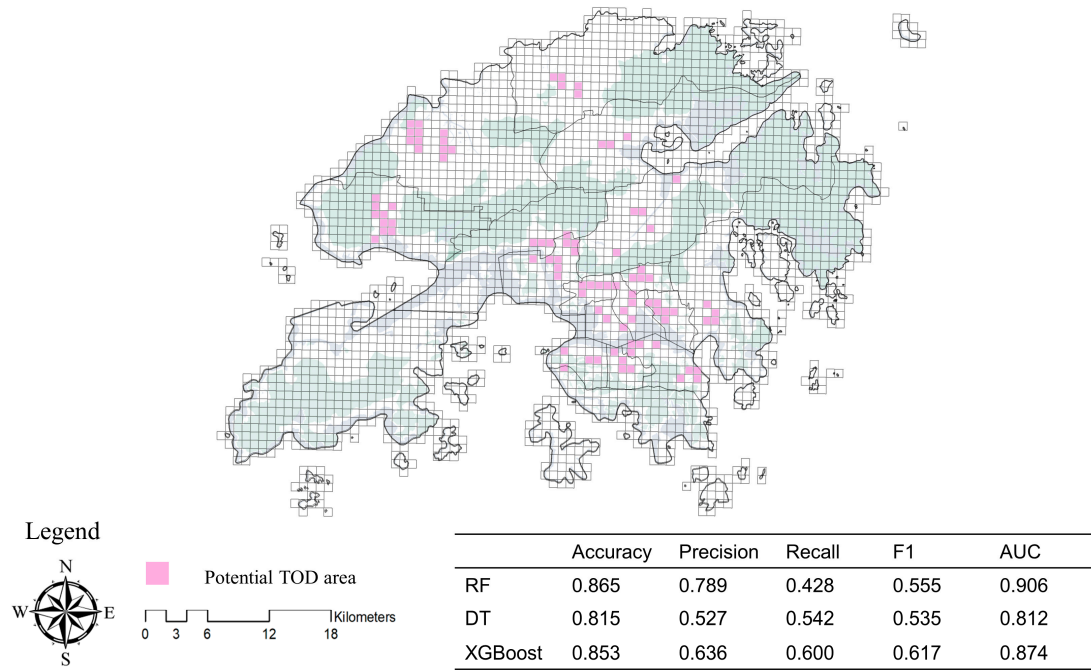 Legend
N
W E
S
Potential TOD area
Kilometers
0 3 6 12 18
Accuracy Precision Recall F1 AUC
RF 0.865 0.789 0.428 0.555 0.906
DT 0.815 0.527 0.542 0.535 0.812
XGBoost 0.853 0.636 0.600 0.617 0.874